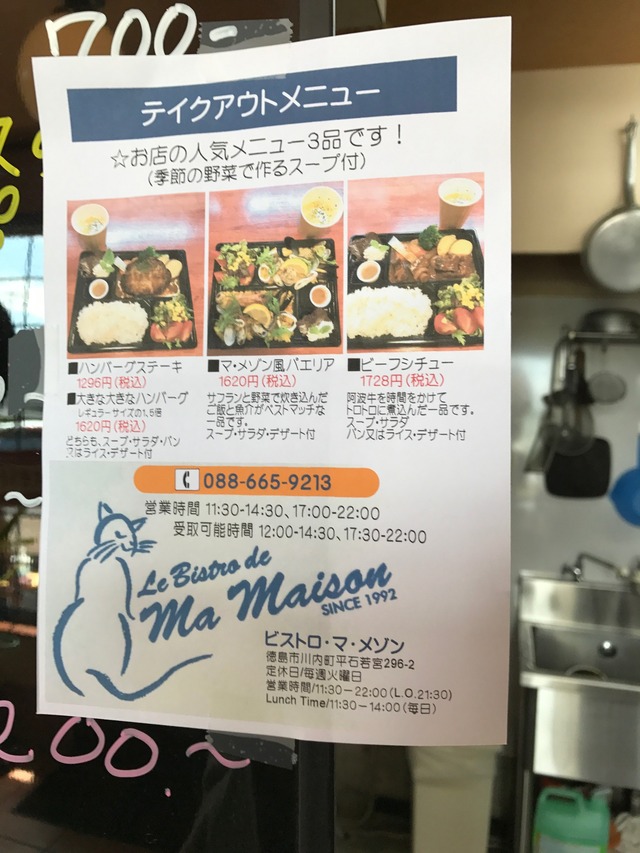 700-
テイクアウトメニュー
☆お店の人気メニュー3品です！
(季節の野菜で作るスープ付)
■ハンバーグステーキ
1296円(税込)
■大きな大きなハンバーグ
レギュラーサイズの1.5倍
1620円(税込)
どちらも、スープ・サラダ・パン
又はライス・デザート付
■マ・メゾン風パエリア
1620円(税込)
サフランと野菜で炊き込んだ
ご飯と魚介がベストマッチな
一品です。
スープ・サラダ・デザート付
■ビーフシチュー
1728円(税込)
阿波牛を時間をかけて
トロトロに煮込んだ一品です。
スープ・サラダ
パン又はライス・デザート付
088-665-9213
営業時間 11:30-14:30、17:00-22:00
受取可能時間 12:00-14:30、17:30-22:00
Le Bistro de
Ma Maison
SINCE 1992
ビストロ・マ・メゾン
徳島市川内町平石若宮296-2
定休日/毎週火曜日
営業時間/11:30－22:00(L.O.21:30)
Lunch Time/11:30－14:00(毎日)
200.～